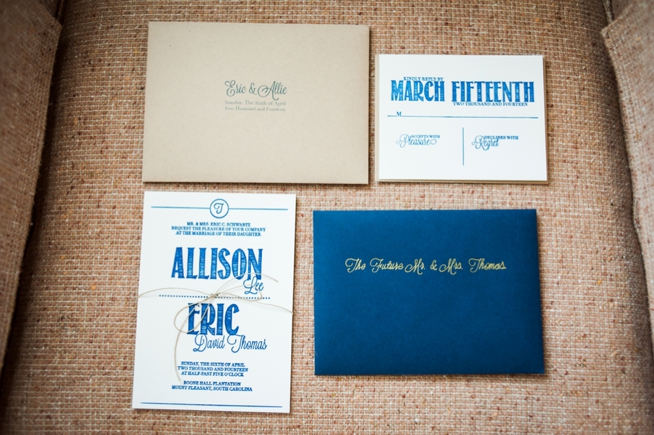 Eric & Allie
Sunday, The Sixth of April
Two Thousand and Fourteen
KINDLY REPLY BY
MARCH FIFTEENTH
TWO THOUSAND AND FOURTEEN
M
ACCEPTS WITH
Pleasure
DECLINES WITH
Regret
T
MR. & MRS. ERIC C. SCHWARTZ
REQUEST THE PLEASURE OF YOUR COMPANY
AT THE MARRIAGE OF THEIR DAUGHTER
ALLISON
Lee
ERIC
David Thomas
SUNDAY, THE SIXTH OF APRIL
TWO THOUSAND AND FOURTEEN
AT HALF PAST FIVE O'CLOCK
BOONE HALL PLANTATION
MOUNT PLEASANT, SOUTH CAROLINA
The Future Mr. & Mrs. Thomas